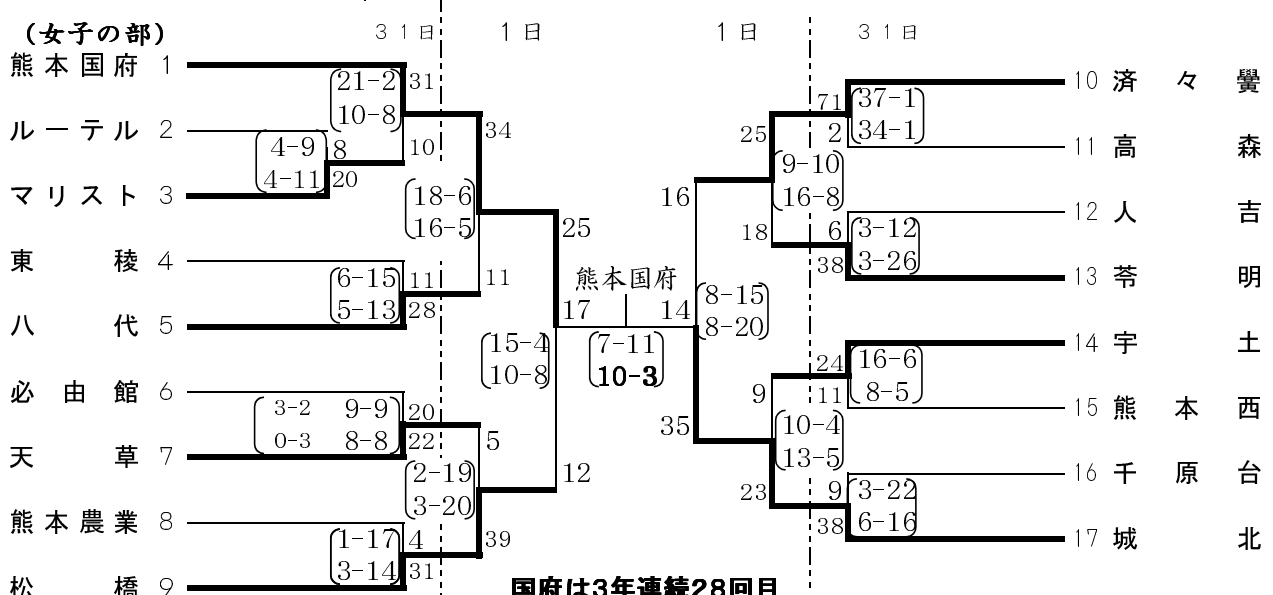 (女子の部)
31日 1日 1日 31日
熊本国府 1
ルーテル 2
マリスト 3
東稜 4
八代 5
必由館 6
天草 7
熊本農業 8
松橋 9
10 済々黌
11 高森
12 人吉
13 苓明
14 宇土
15 熊本西
16 千原台
17 城北
21-2 31
10-8
4-9 8 10
4-11 20
6-15 11
5-13 28
3-2 9-9 20
0-3 8-8 22
1-17 4
3-14 31
34
18-6
16-5
11
5
2-19
3-20
39
25
15-4
10-8
12
熊本国府
17 14
7-11
10-3
16
8-15
8-20
35
25
9-10
16-8
18
9
10-4
13-5
23
71 37-1
2 34-1
6 3-12
38 3-26
24 16-6
11 8-5
9 3-22
38 6-16
国府は3年連続28回目